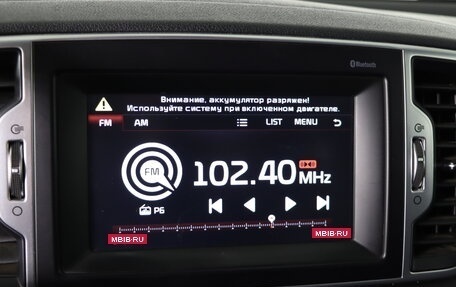 Bluetooth
Внимание, аккумулятор разряжен!
Используйте систему при включенном двигателе.
FM AM LIST MENU
FM 102.40 MHz
P6
MBIB-RU MBIB-RU